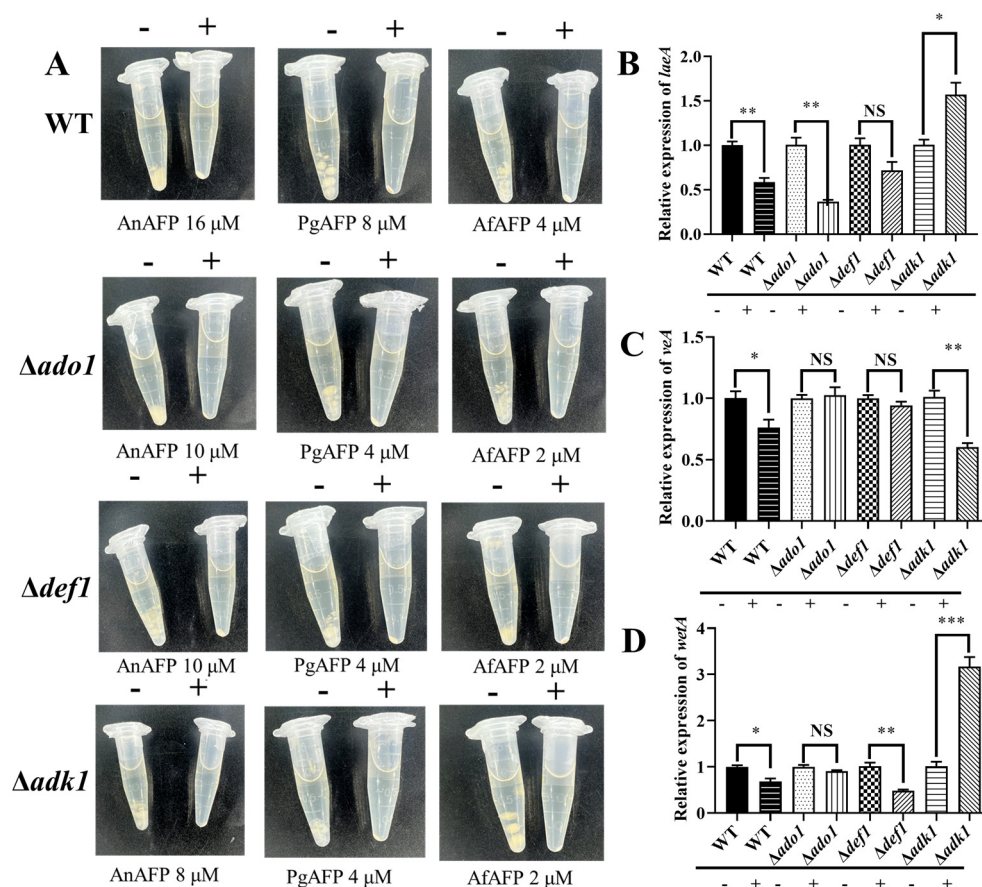 A
- +
- +
- +
WT
AnAFP 16 μM
PgAFP 8 μM
AfAFP 4 μM
- +
- +
- +
Δado1
AnAFP 10 μM
PgAFP 4 μM
AfAFP 2 μM
- +
- +
- +
Δdef1
AnAFP 10 μM
PgAFP 4 μM
AfAFP 2 μM
- +
- +
- +
Δadk1
AnAFP 8 μM
PgAFP 4 μM
AfAFP 2 μM
B
Relative expression of laeA
2.0
1.5
1.0
0.5
0.0
** ** NS *
WT WT Δado1 Δado1 Δdef1 Δdef1 Δadk1 Δadk1
- + - + - + - +
C
Relative expression of veA
1.5
1.0
0.5
0.0
* NS NS **
WT WT Δado1 Δado1 Δdef1 Δdef1 Δadk1 Δadk1
- + - + - + - +
D
Relative expression of wetA
4
3
2
1
0
* NS ** ***
WT WT Δado1 Δado1 Δdef1 Δdef1 Δadk1 Δadk1
- + - + - + - +